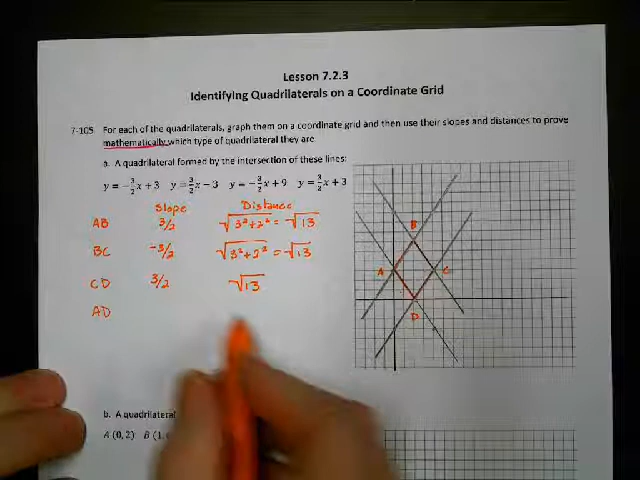 Lesson 7.2.3
Identifying Quadrilaterals on a Coordinate Grid
7-105. For each of the quadrilaterals, graph them on a coordinate grid and then use their slopes and distances to prove
mathematically which type of quadrilateral they are
a. A quadrilateral formed by the intersection of these lines:
y = -3/2x + 3 y = 3/2x - 3 y = -3/2x + 9 y = 3/2x + 3
Slope Distance
AB 3/2 √3²+2² = √13
BC -3/2 √3²+2² = √13
CD 3/2 √13
AD
B
A C
D
b. A quadrilateral
A (0, 2) B (1,